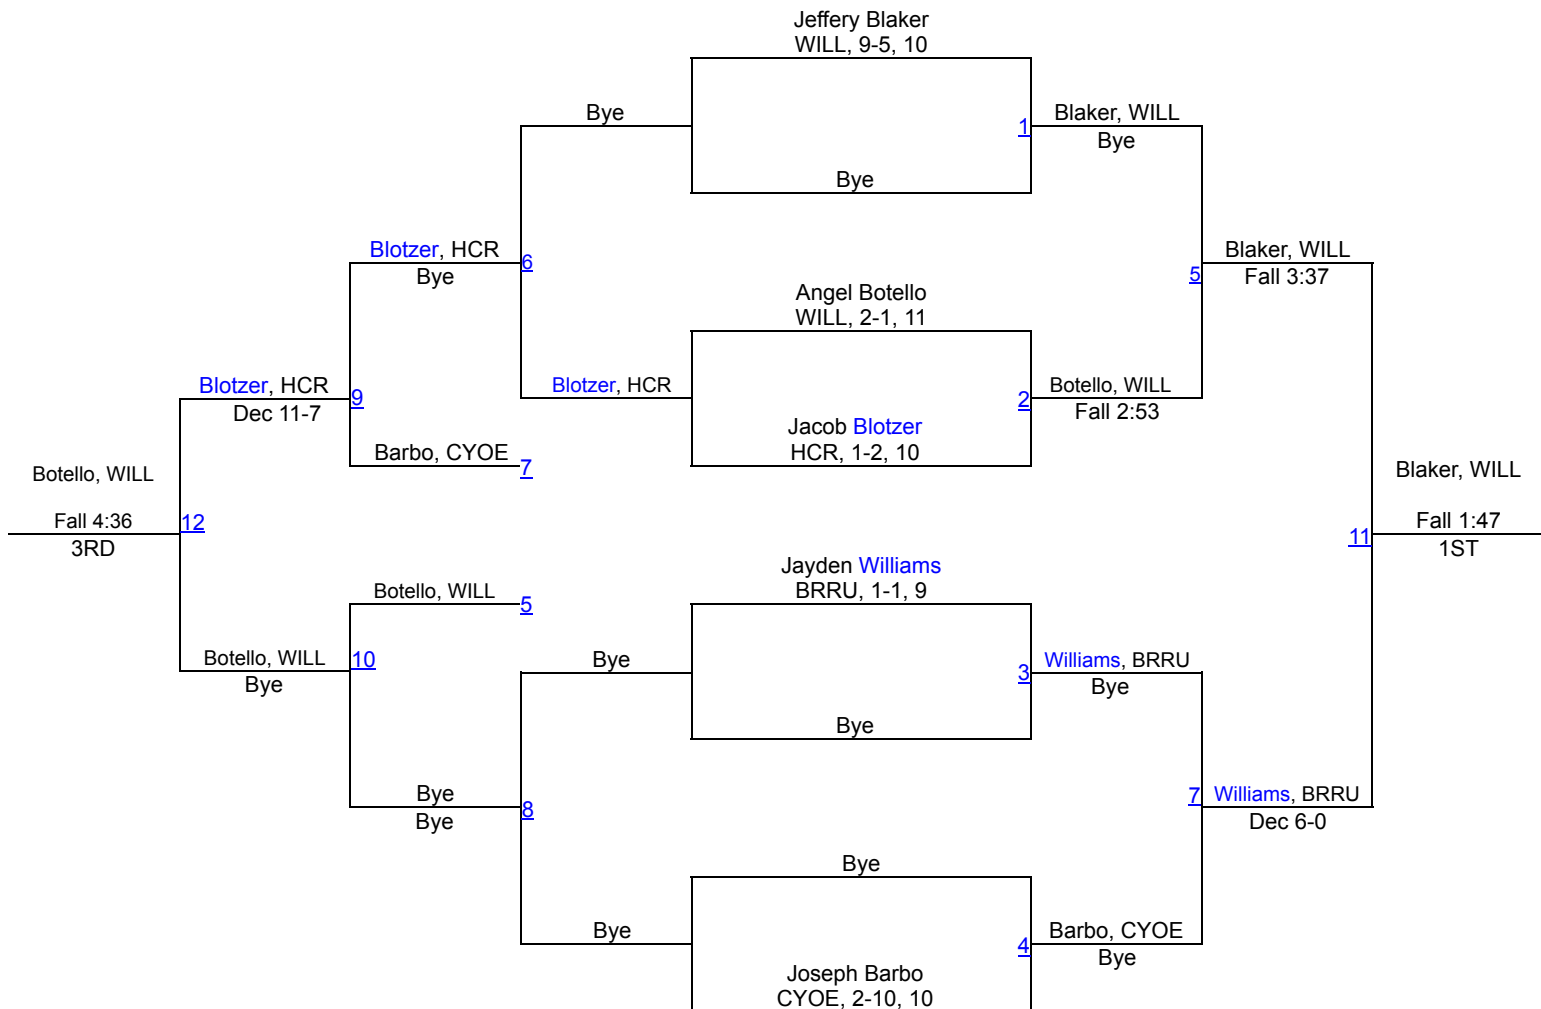 Jeffery Blaker
WILL, 9-5, 10
Bye
1
Blaker, WILL
Bye
Bye
Blotzer, HCR
Bye
6
Blaker, WILL
Fall 3:37
5
Angel Botello
WILL, 2-1, 11
Blotzer, HCR
Dec 11-7
9
Blotzer, HCR
2
Botello, WILL
Fall 2:53
Jacob Blotzer
HCR, 1-2, 10
Barbo, CYOE
7
Botello, WILL
Fall 4:36
3RD
12
Blaker, WILL
Fall 1:47
1ST
11
Jayden Williams
BRRU, 1-1, 9
Botello, WILL
5
Botello, WILL
Bye
10
Bye
3
Williams, BRRU
Bye
Bye
Bye
Bye
8
7
Williams, BRRU
Dec 6-0
Bye
Bye
4
Barbo, CYOE
Bye
Joseph Barbo
CYOE, 2-10, 10